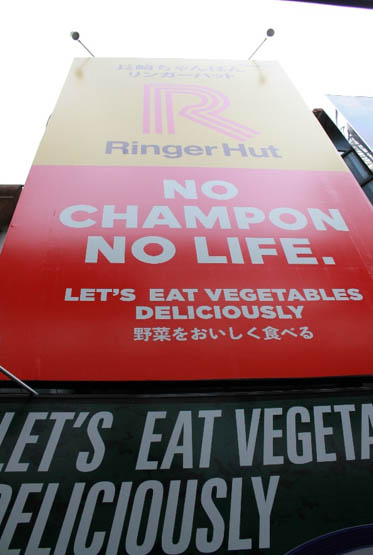 長崎ちゃんぽん
リンガーハット
R
Ringer Hut
NO
CHAMPON
NO LIFE.
LET'S EAT VEGETABLES
DELICIOUSLY
野菜をおいしく食べる
LET'S EAT VEGETA
DELICIOUSLY